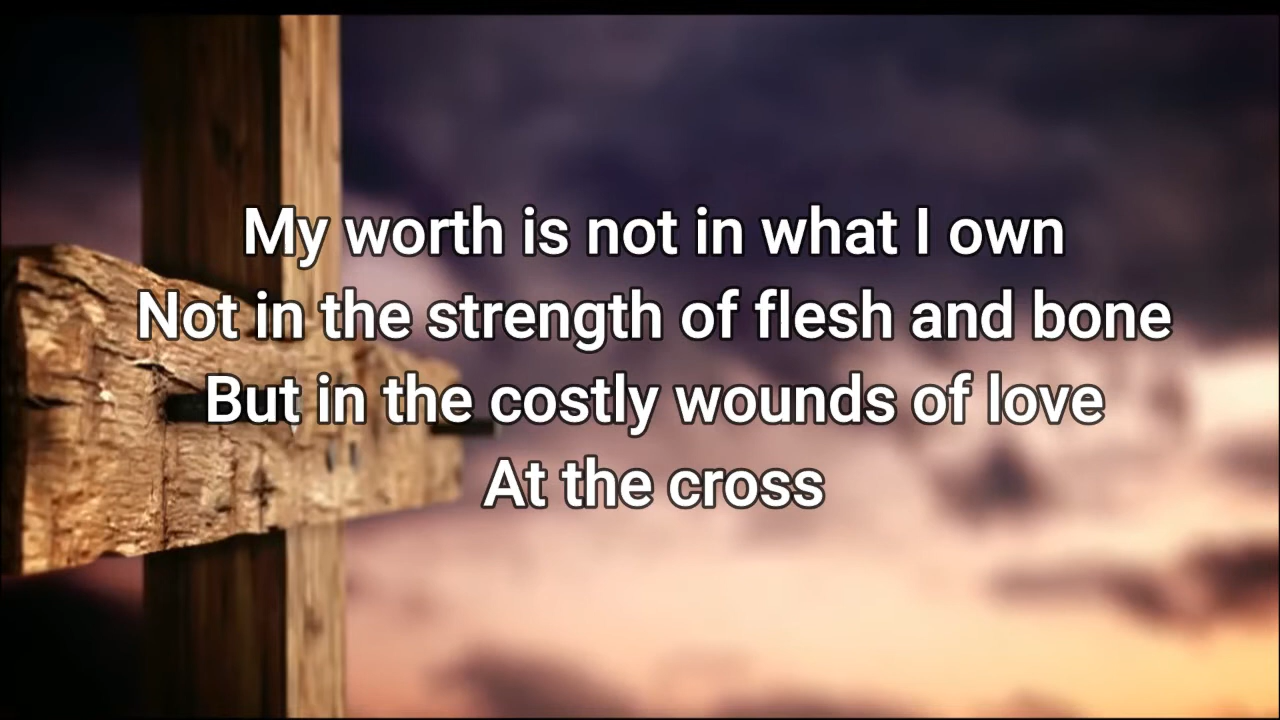 My worth is not in what I own
Not in the strength of flesh and bone
But in the costly wounds of love
At the cross